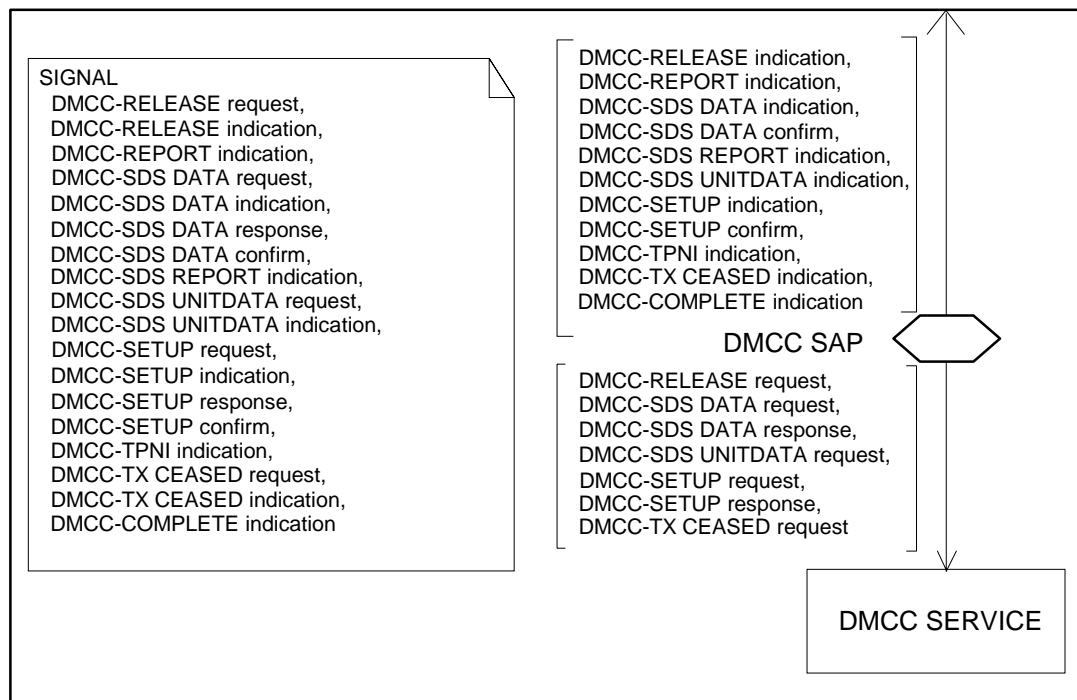 SIGNAL
DMCC-RELEASE request,
DMCC-RELEASE indication,
DMCC-REPORT indication,
DMCC-SDS DATA request,
DMCC-SDS DATA indication,
DMCC-SDS DATA response,
DMCC-SDS DATA confirm,
DMCC-SDS REPORT indication,
DMCC-SDS UNITDATA request,
DMCC-SDS UNITDATA indication,
DMCC-SETUP request,
DMCC-SETUP indication,
DMCC-SETUP response,
DMCC-SETUP confirm,
DMCC-TPNI indication,
DMCC-TX CEASED request,
DMCC-TX CEASED indication,
DMCC-COMPLETE indication
DMCC-RELEASE indication,
DMCC-REPORT indication,
DMCC-SDS DATA indication,
DMCC-SDS DATA confirm,
DMCC-SDS REPORT indication,
DMCC-SDS UNITDATA indication,
DMCC-SETUP indication,
DMCC-SETUP confirm,
DMCC-TPNI indication,
DMCC-TX CEASED indication,
DMCC-COMPLETE indication
DMCC SAP
DMCC-RELEASE request,
DMCC-SDS DATA request,
DMCC-SDS DATA response,
DMCC-SDS UNITDATA request,
DMCC-SETUP request,
DMCC-SETUP response,
DMCC-TX CEASED request
DMCC SERVICE